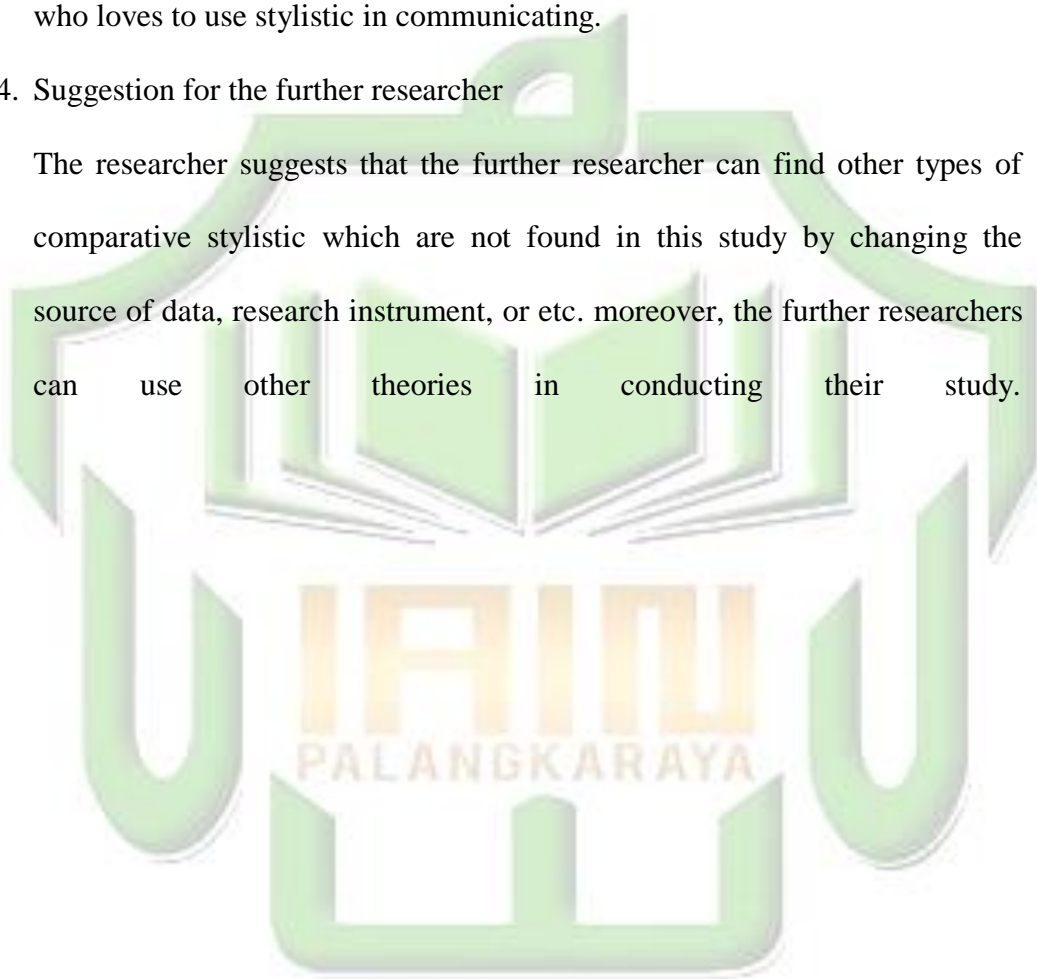 who loves to use stylistic in communicating.
4. Suggestion for the further researcher
The researcher suggests that the further researcher can find other types of
comparative stylistic which are not found in this study by changing the
source of data, research instrument, or etc. moreover, the further researchers
can use other theories in conducting their study.
IAIN
PALANGKARAYA